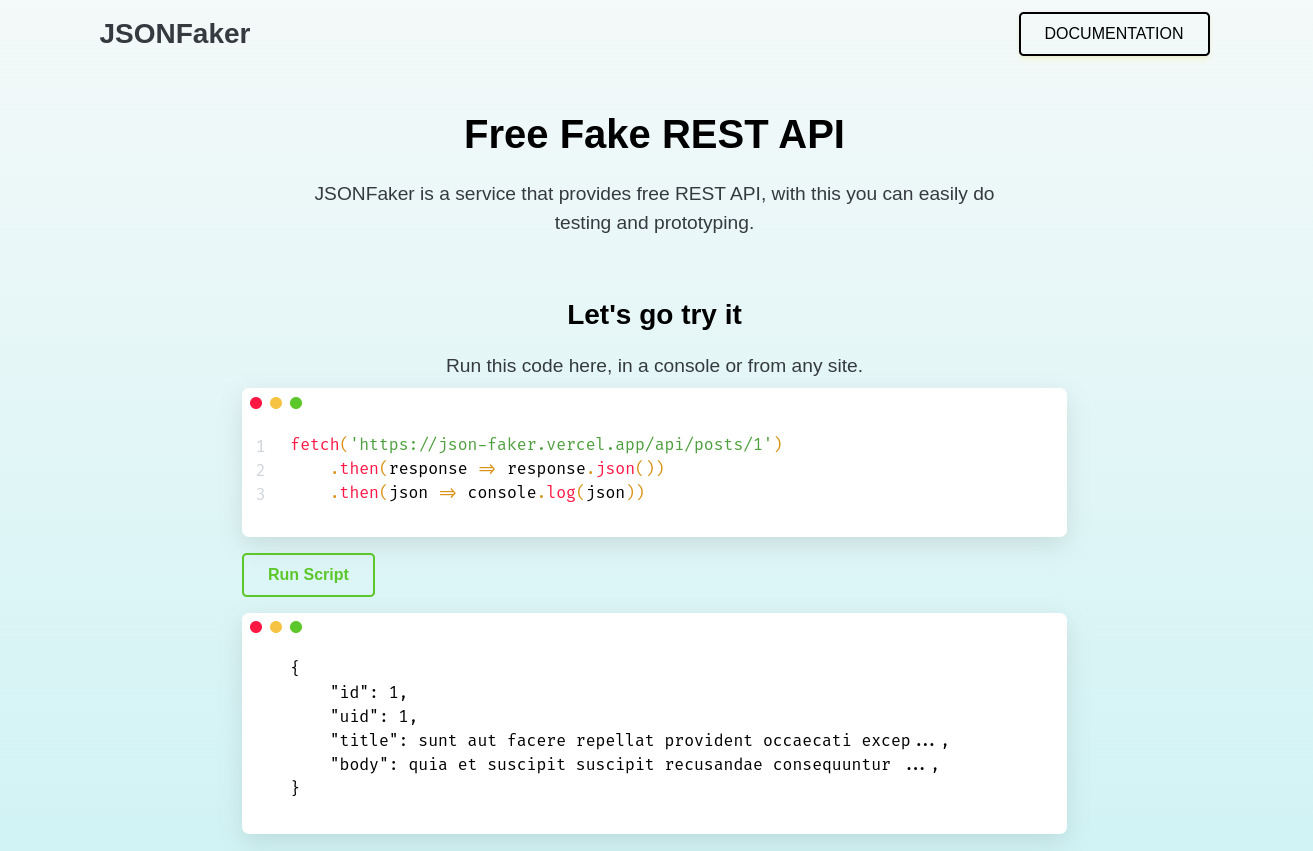 JSONFaker
DOCUMENTATION
Free Fake REST API
JSONFaker is a service that provides free REST API, with this you can easily do
testing and prototyping.
Let's go try it
Run this code here, in a console or from any site.
1 fetch('https://json-faker.vercel.app/api/posts/1')
2     .then(response => response.json())
3     .then(json => console.log(json))
Run Script
{
    "id": 1,
    "uid": 1,
    "title": sunt aut facere repellat provident occaecati excep...,
    "body": quia et suscipit suscipit recusandae consequuntur ...,
}